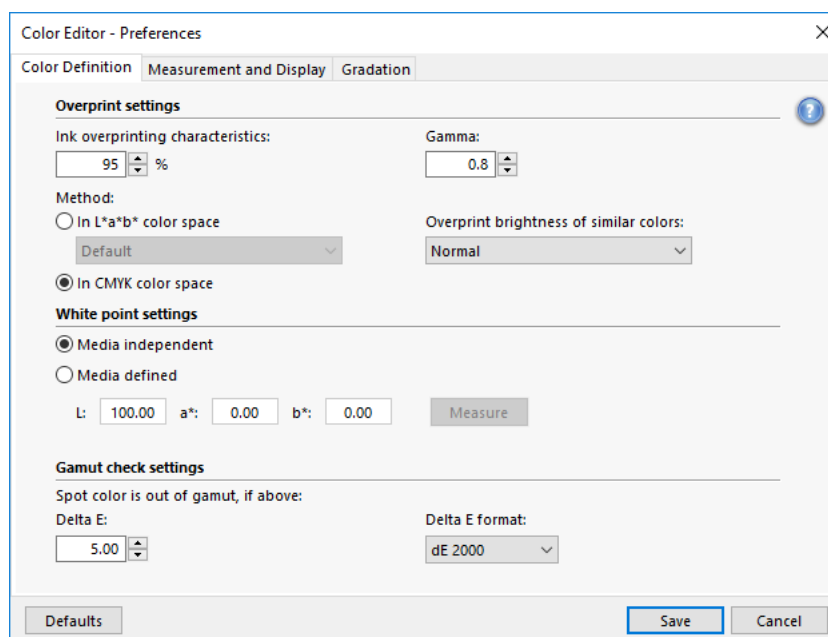 Color Editor - Preferences
Color Definition Measurement and Display Gradation
Overprint settings
?
Ink overprinting characteristics: Gamma:
95 % 0.8
Method:
In L*a*b* color space Overprint brightness of similar colors:
Default Normal
In CMYK color space
White point settings
Media independent
Media defined
L: 100.00 a*: 0.00 b*: 0.00 Measure
Gamut check settings
Spot color is out of gamut, if above:
Delta E: Delta E format:
5.00 dE 2000
Defaults Save Cancel